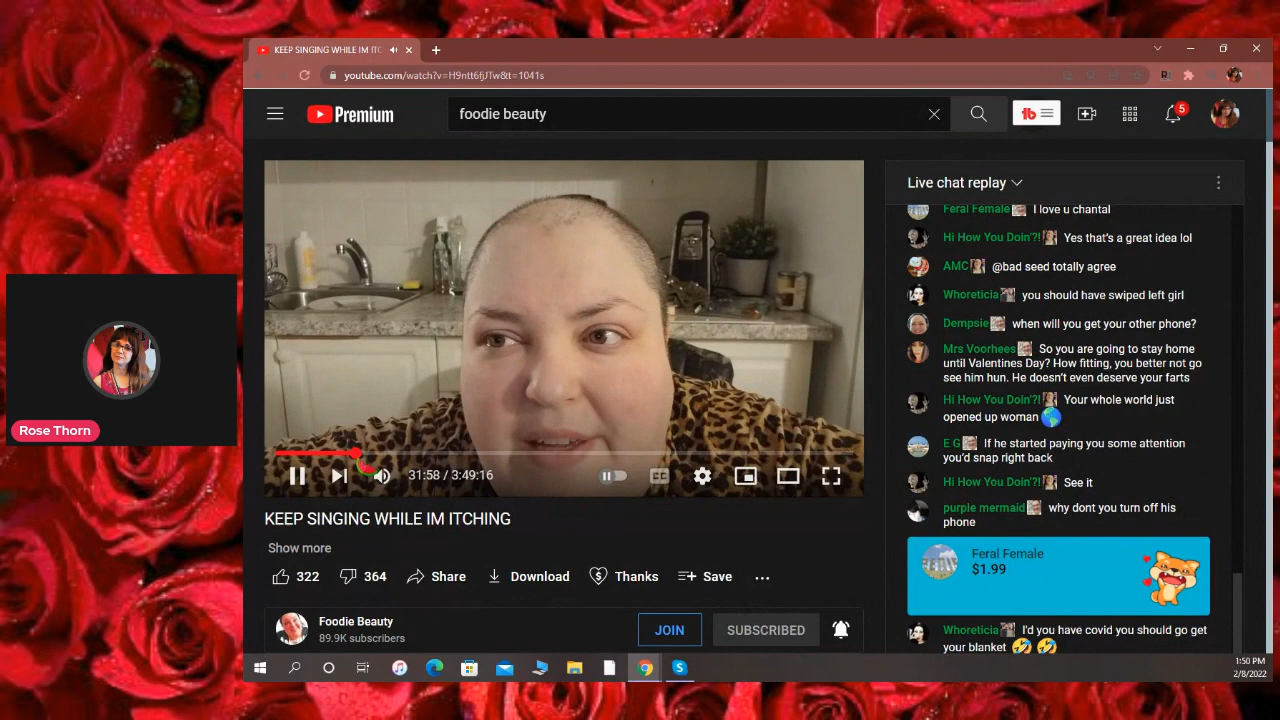 KEEP SINGING WHILE IM ITC
youtube.com/watch?v=H9ntt6fjJTw&t=1041s
Premium
foodie beauty
tb
5
Live chat replay
Feral Female I love u chantal
Hi How You Doin'?! Yes that's a great idea lol
AMC @bad seed totally agree
Whoreticia you should have swiped left girl
Dempsie when will you get your other phone?
Mrs Voorhees So you are going to stay home
until Valentines Day? How fitting, you better not go
see him hun. He doesn't even deserve your farts
Hi How You Doin'?! Your whole world just
opened up woman 🌎
E G If he started paying you some attention
you'd snap right back
Hi How You Doin'?! See it
purple mermaid why dont you turn off his
phone
Feral Female
$1.99
Whoreticia I'd you have covid you should go get
your blanket 🤣 🤣
Rose Thorn
31:58 / 3:49:16
CC
KEEP SINGING WHILE IM ITCHING
Show more
322 364 Share Download Thanks Save ...
Foodie Beauty
89.9K subscribers
JOIN SUBSCRIBED
1:50 PM
2/8/2022